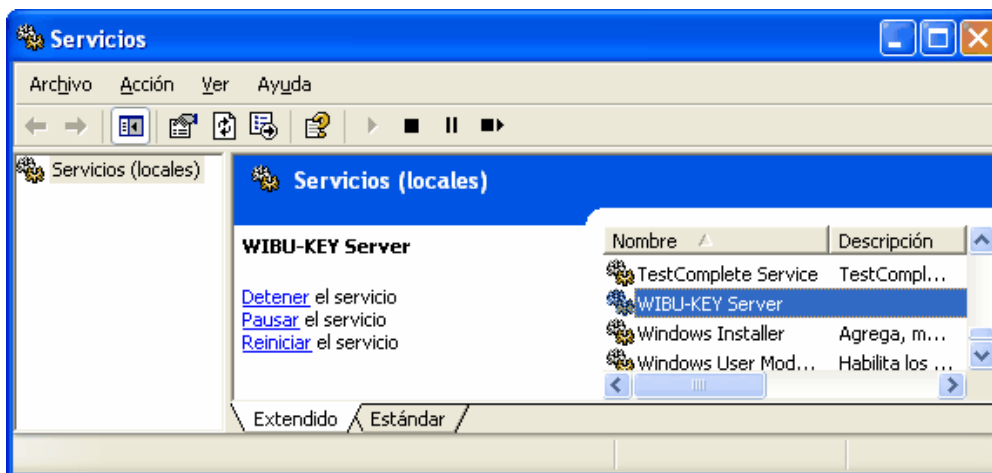 Servicios
Archivo Acción Ver Ayuda
Servicios (locales)
Servicios (locales)
WIBU-KEY Server
Detener el servicio
Pausar el servicio
Reiniciar el servicio
Nombre Descripción
TestComplete Service TestCompl...
WIBU-KEY Server
Windows Installer Agrega, m...
Windows User Mod... Habilita los ...
Extendido Estándar